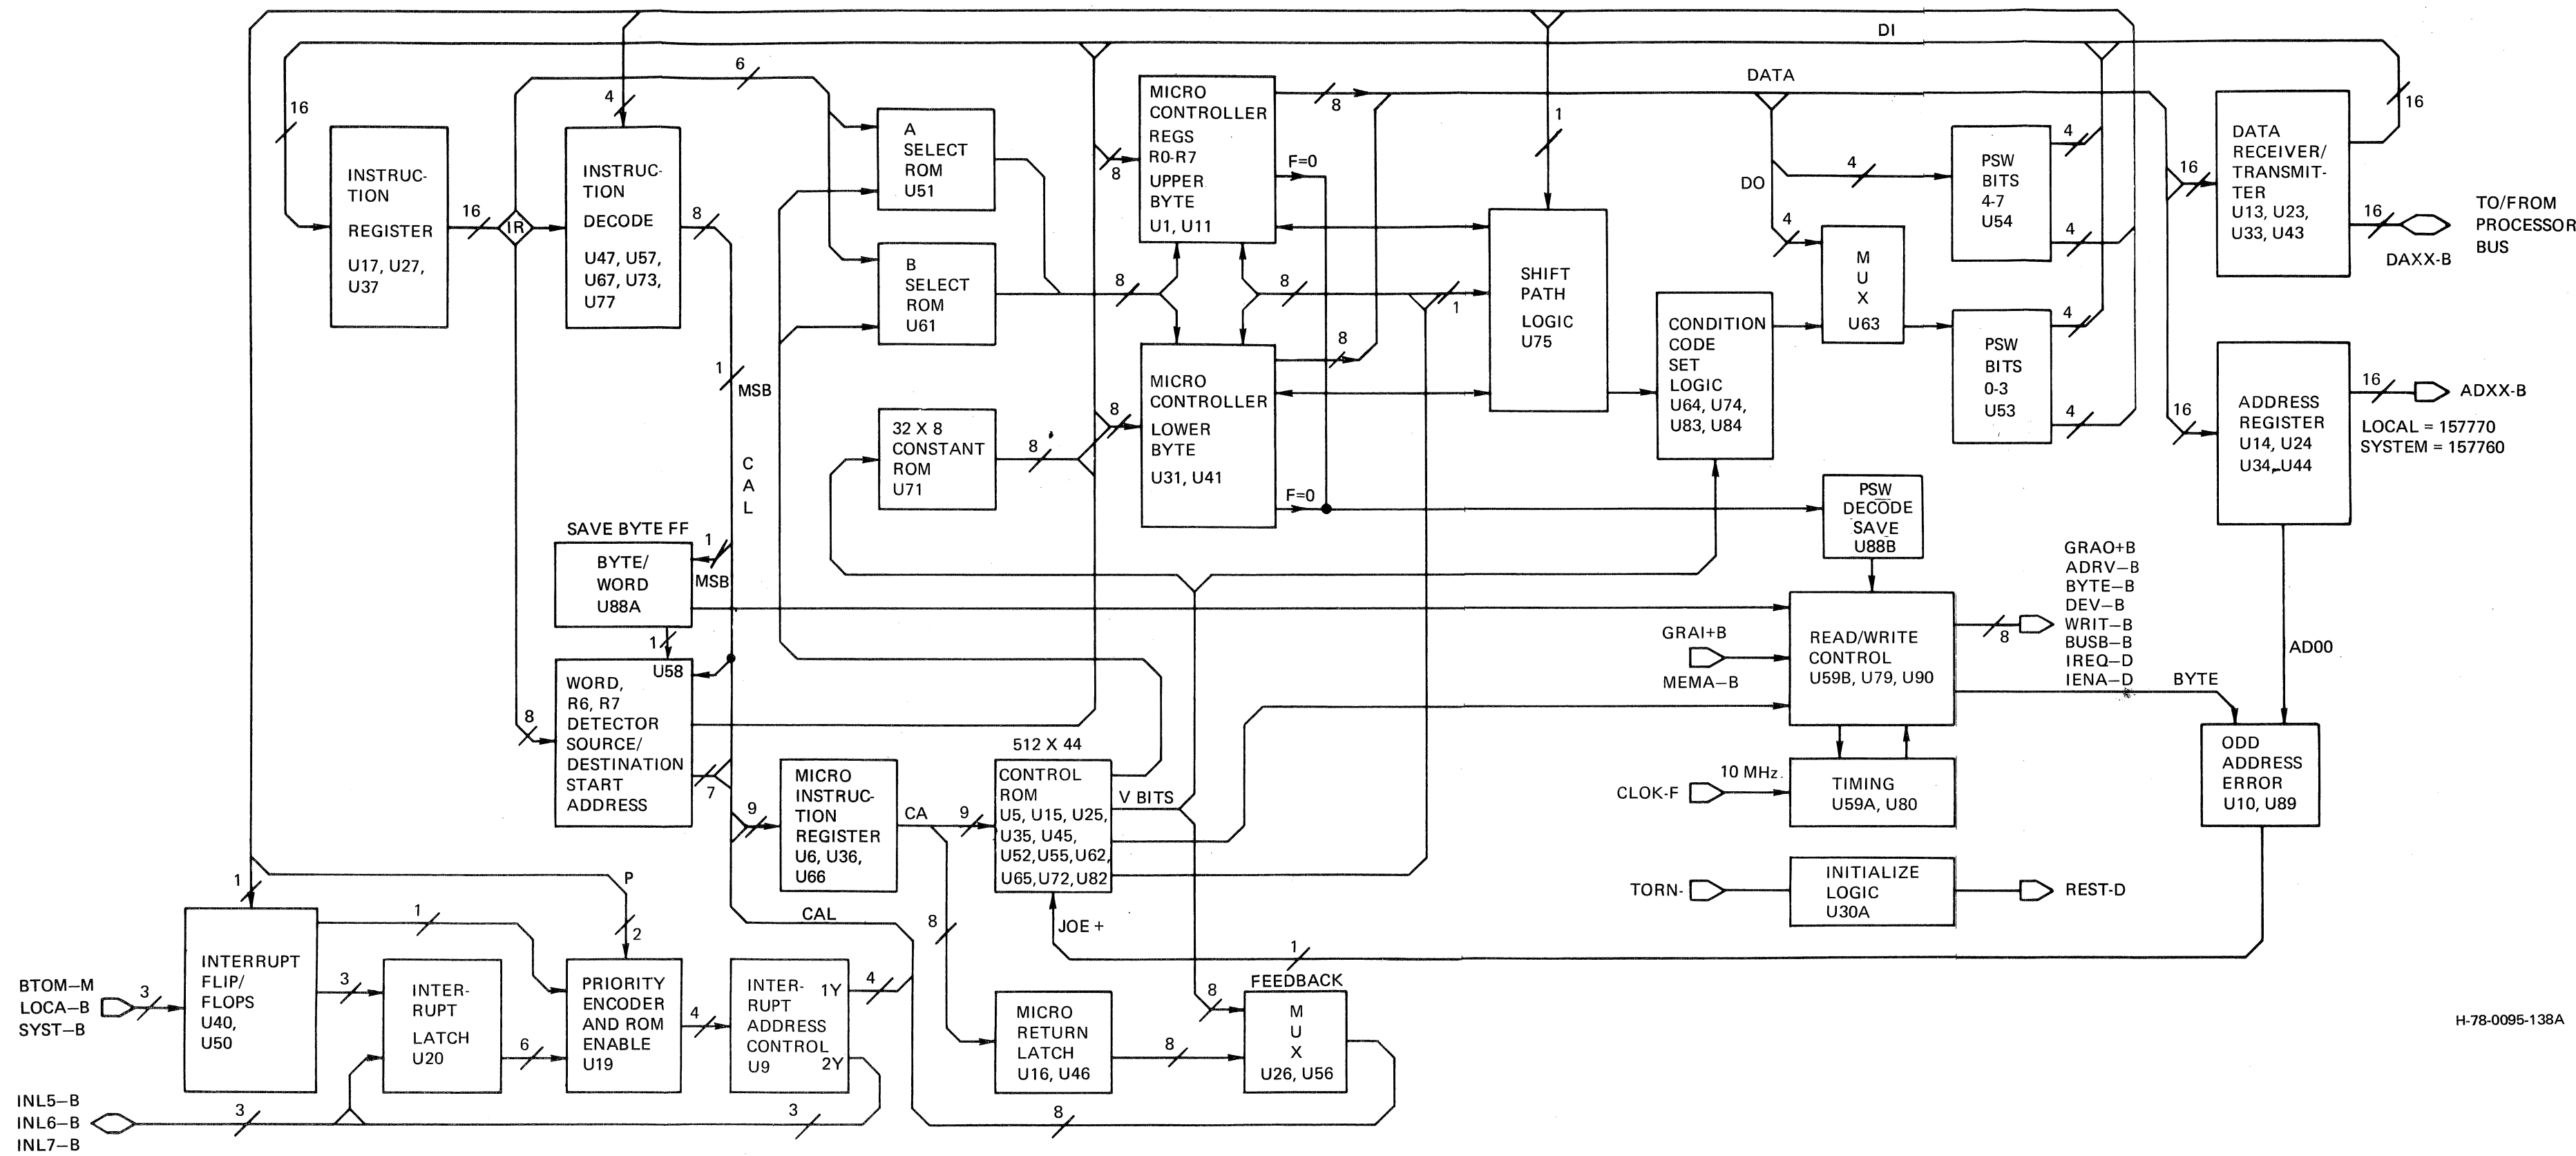 DI
DATA
6
16
4
8
1
16
INSTRUC-
TION
REGISTER
U17, U27,
U37
16
IR
INSTRUC-
TION
DECODE
U47, U57,
U67, U73,
U77
8
A
SELECT
ROM
U51
B
SELECT
ROM
U61
8
MICRO
CONTROLLER
REGS
R0-R7
UPPER
BYTE
U1, U11
8
F=0
8
8
1
MICRO
CONTROLLER
LOWER
BYTE
U31, U41
8
F=0
SHIFT
PATH
LOGIC
U75
CONDITION
CODE
SET
LOGIC
U64, U74,
U83, U84
DO
4
4
M
U
X
U63
PSW
BITS
4-7
U54
4
4
PSW
BITS
0-3
U53
4
4
16
DATA
RECEIVER/
TRANSMIT-
TER
U13, U23,
U33, U43
16
DAXX-B
TO/FROM
PROCESSOR
BUS
16
ADDRESS
REGISTER
U14, U24
U34, U44
16
ADXX-B
LOCAL = 157770
SYSTEM = 157760
1
MSB
C
A
L
32 X 8
CONSTANT
ROM
U71
8
8
SAVE BYTE FF
BYTE/
WORD
U88A
1
MSB
1
U58
WORD,
R6, R7
DETECTOR
SOURCE/
DESTINATION
START
ADDRESS
8
7
PSW
DECODE
SAVE
U88B
GRAI+B
MEMA-B
READ/WRITE
CONTROL
U59B, U79, U90
8
GRAO+B
ADRV-B
BYTE-B
DEV-B
WRIT-B
BUSB-B
IREQ-D
IENA-D
BYTE
AD00
10 MHz.
CLOK-F
TIMING
U59A, U80
ODD
ADDRESS
ERROR
U10, U89
TORN-
INITIALIZE
LOGIC
U30A
REST-D
9
MICRO
INSTRUC-
TION
REGISTER
U6, U36,
U66
CA
9
512 X 44
CONTROL
ROM
U5, U15, U25,
U35, U45,
U52, U55, U62,
U65, U72, U82
V BITS
CAL
8
JOE +
1
1
P
1
2
BTOM-M
LOCA-B
SYST-B
3
INTERRUPT
FLIP/
FLOPS
U40,
U50
3
INTER-
RUPT
LATCH
U20
6
PRIORITY
ENCODER
AND ROM
ENABLE
U19
4
INTER-
RUPT
ADDRESS
CONTROL
U9
1Y
2Y
4
MICRO
RETURN
LATCH
U16, U46
8
8
FEEDBACK
M
U
X
U26, U56
8
INL5-B
INL6-B
INL7-B
3
3
H-78-0095-138A